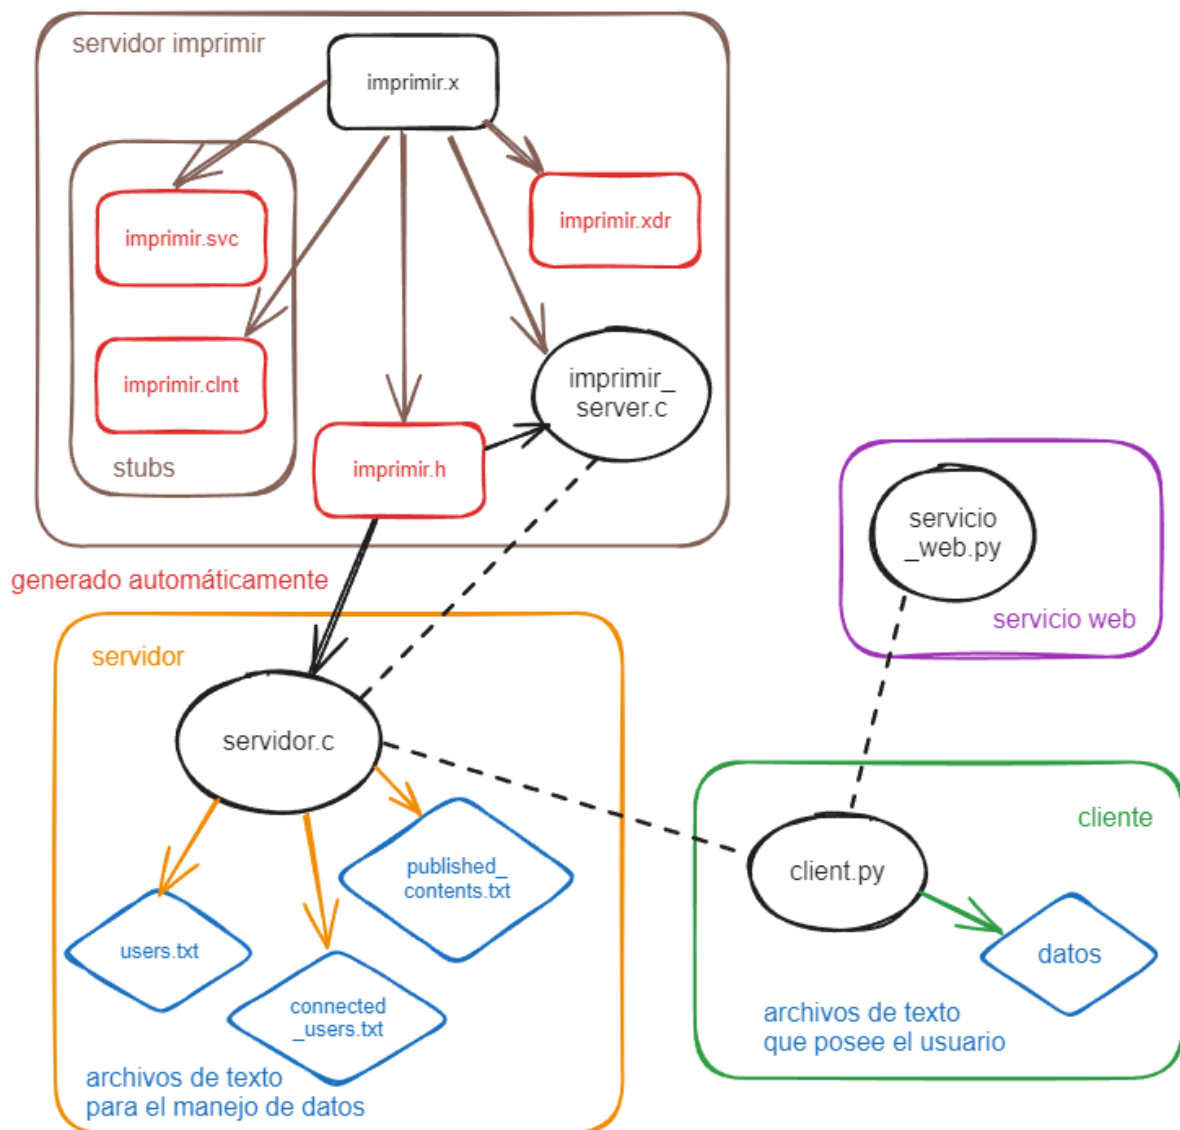 servidor imprimir
imprimir.x
imprimir.svc
imprimir.xdr
imprimir.clnt
imprimir_
server.c
stubs
imprimir.h
servicio
_web.py
servicio web
generado automáticamente
servidor
servidor.c
cliente
client.py
published_
contents.txt
users.txt
connected
_users.txt
datos
archivos de texto
que posee el usuario
archivos de texto
para el manejo de datos